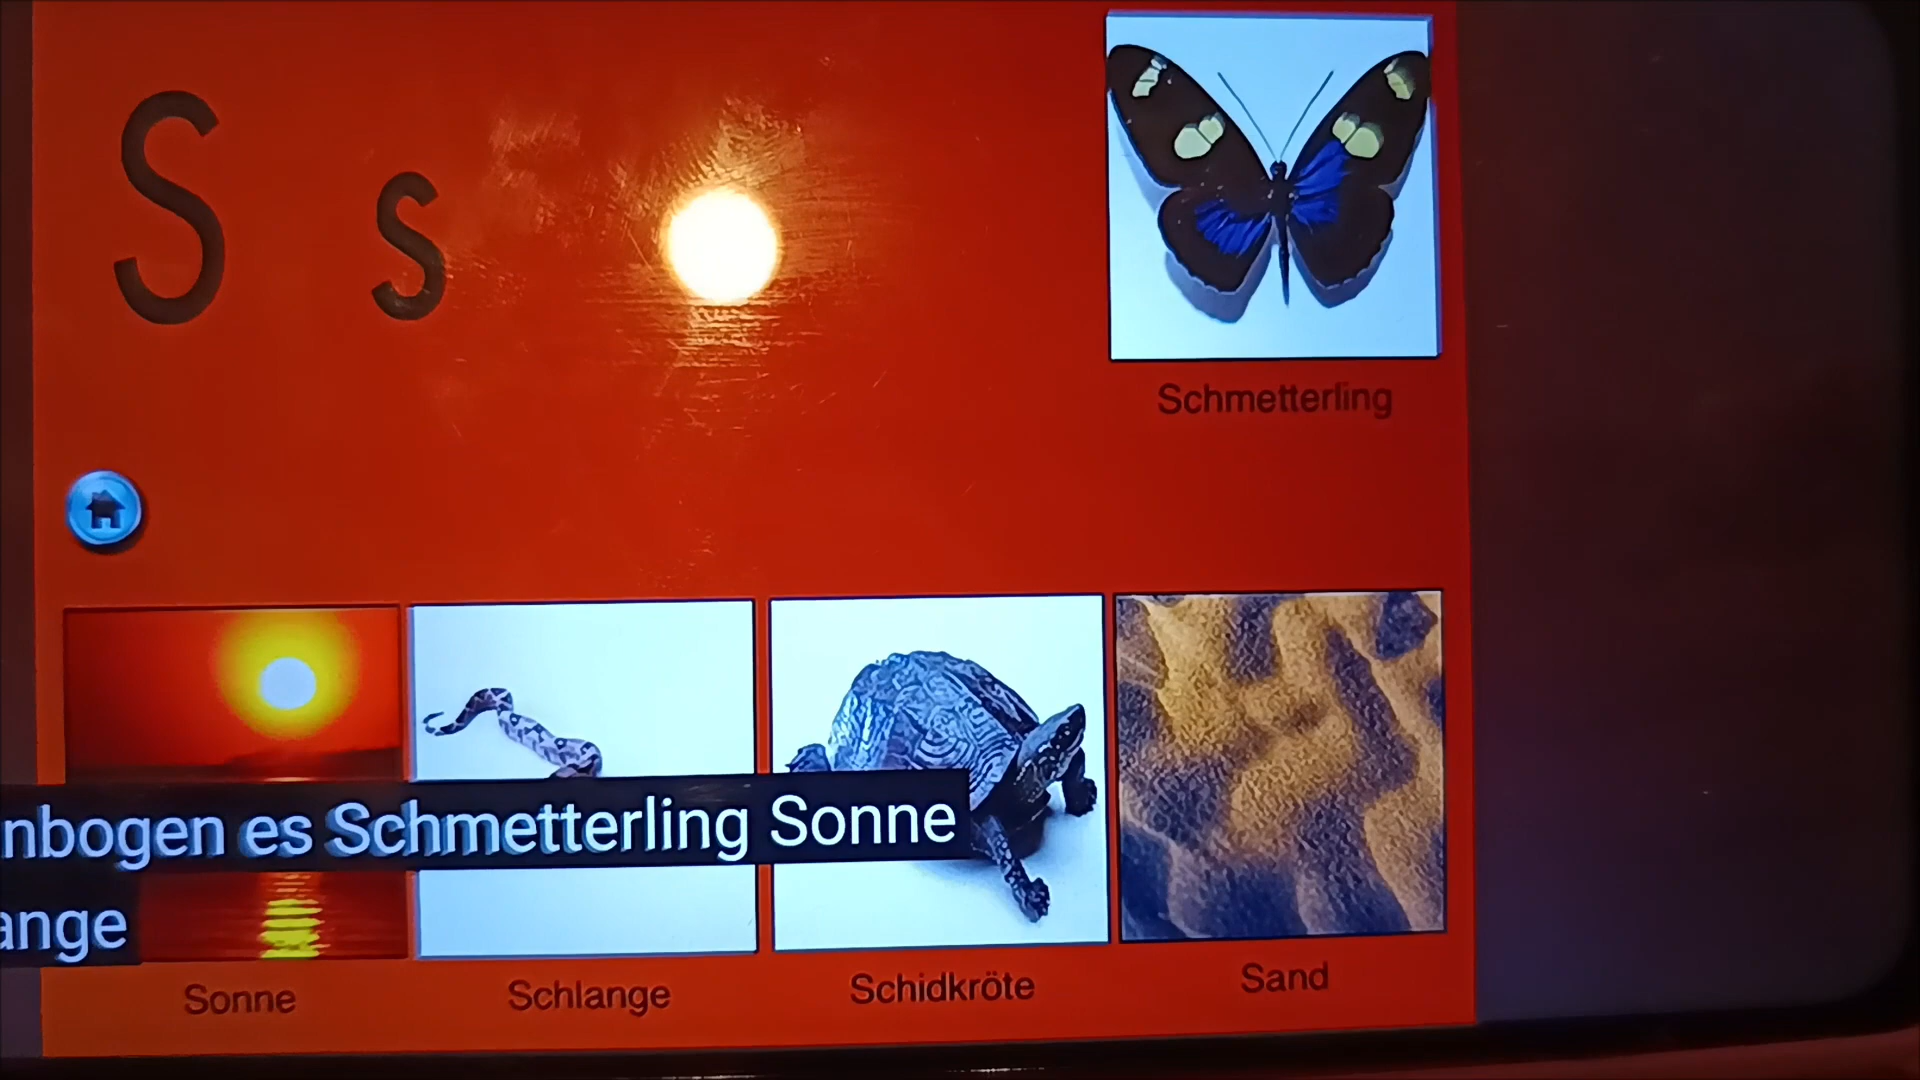 S s
Schmetterling
nbogen es Schmetterling Sonne
ange
Sonne
Schlange
Schidkröte
Sand